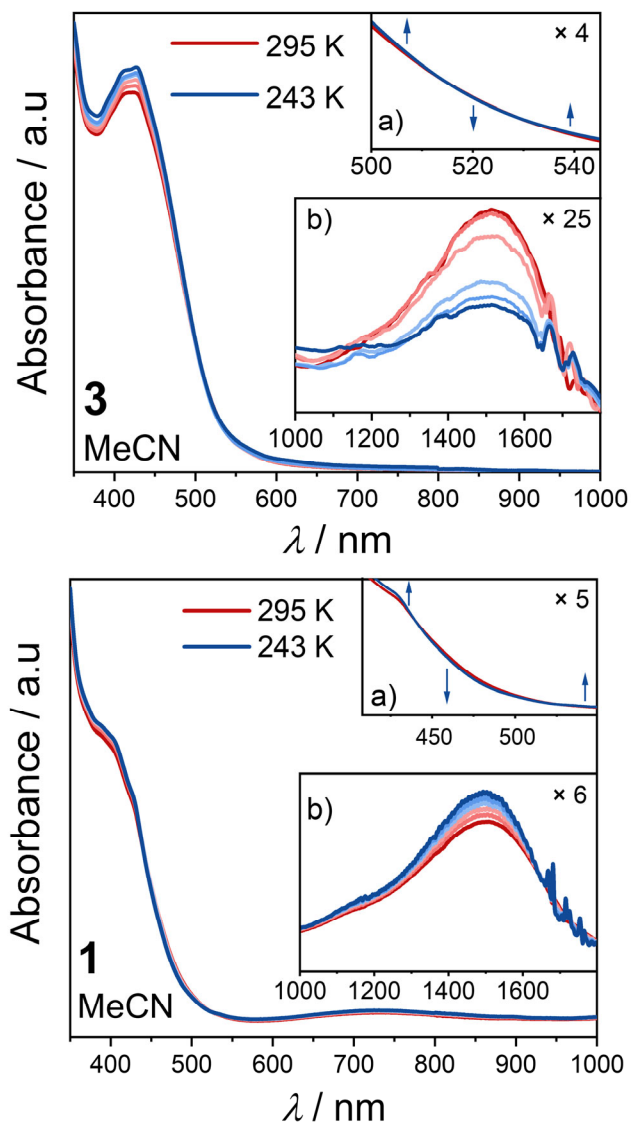 295 K
243 K
× 4
a)
500 520 540
b)
× 25
1000 1200 1400 1600
Absorbance / a.u
3
MeCN
400 500 600 700 800 900 1000
λ / nm
295 K
243 K
× 5
a)
450 500
b)
× 6
1000 1200 1400 1600
Absorbance / a.u
1
MeCN
400 500 600 700 800 900 1000
λ / nm